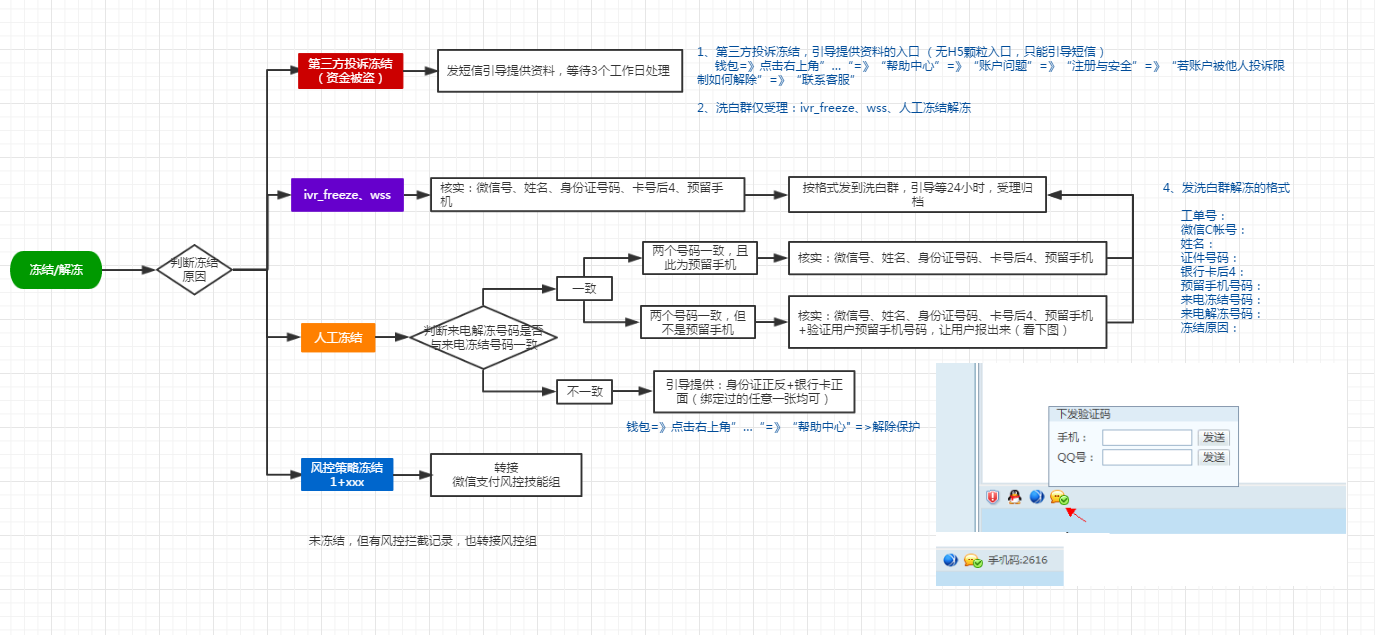 第三方投诉冻结
（资金被盗）
发短信引导提供资料，等待3个工作日处理
1、第三方投诉冻结，引导提供资料的入口（无H5颗粒入口，只能引导短信）
钱包=》点击右上角”...“=》“帮助中心”=》“账户问题”=》“注册与安全”=》“若账户被他人投诉限
制如何解除”=》“联系客服”
2、洗白群仅受理：ivr_freeze、wss、人工冻结解冻
ivr_freeze、wss
核实：微信号、姓名、身份证号码、卡号后4、预留手
机
按格式发到洗白群，引导等24小时，受理归
档
4、发洗白群解冻的格式
工单号：
微信C帐号：
姓名：
证件号码：
银行卡后4：
预留手机号码：
来电冻结号码：
来电解冻号码：
冻结原因：
冻结/解冻
判断冻结
原因
人工冻结
判断来电解冻号码是否
与来电冻结号码一致
一致
两个号码一致，且
此为预留手机
核实：微信号、姓名、身份证号码、卡号后4、预留手机
两个号码一致，但
不是预留手机
核实：微信号、姓名、身份证号码、卡号后4、预留手机
+验证用户预留手机号码，让用户报出来（看下图）
不一致
引导提供：身份证正反+银行卡正
面（绑定过的任意一张均可）
钱包=》点击右上角”...“=》“帮助中心" =>解除保护
风控策略冻结
1+xxx
转接
微信支付风控技能组
未冻结，但有风控拦截记录，也转接风控组
下发验证码
手机：
发送
QQ号：
发送
手机码:2616